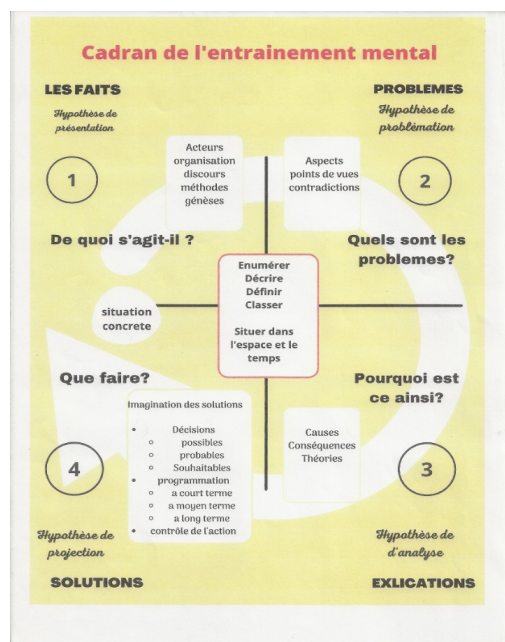 Cadran de l'entrainement mental
LES FAITS
Hypothèse de
présentation
1
De quoi s'agit-il ?
Acteurs
organisation
discours
méthodes
génèses
PROBLEMES
Hypothèse de
problémation
2
Aspects
points de vues
contradictions
Quels sont les
problemes?
Enumérer
Décrire
Définir
Classer
Situer dans
l'espace et le
temps
situation
concrete
Pourquoi est
ce ainsi?
Causes
Conséquences
Théories
3
Hypothèse de
d'analyse
EXLICATIONS
Que faire?
Imagination des solutions
• Décisions
○ possibles
○ probables
○ Souhaitables
• programmation
○ a court terme
○ a moyen terme
○ a long terme
• contrôle de l'action
4
Hypothèse de
projection
SOLUTIONS